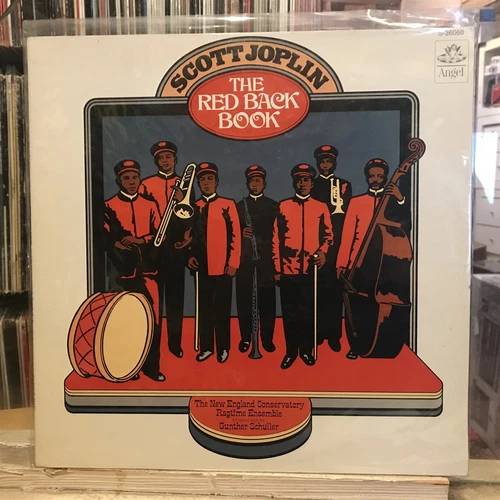 S-36060
Angel
SCOTT JOPLIN
THE
RED BACK
BOOK
The New England Conservatory
Ragtime Ensemble
Gunther Schuller